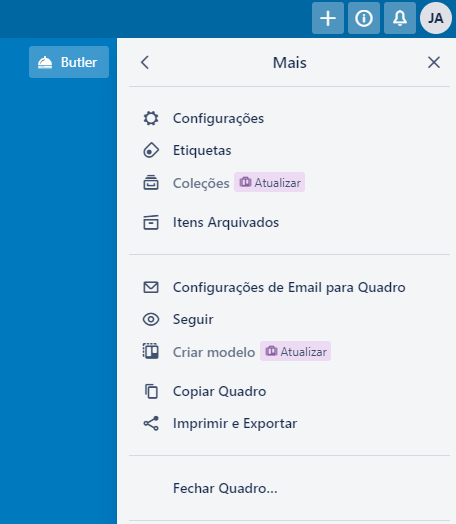 JA
Butler
Mais
Configurações
Etiquetas
Coleções Atualizar
Itens Arquivados
Configurações de Email para Quadro
Seguir
Criar modelo Atualizar
Copiar Quadro
Imprimir e Exportar
Fechar Quadro...